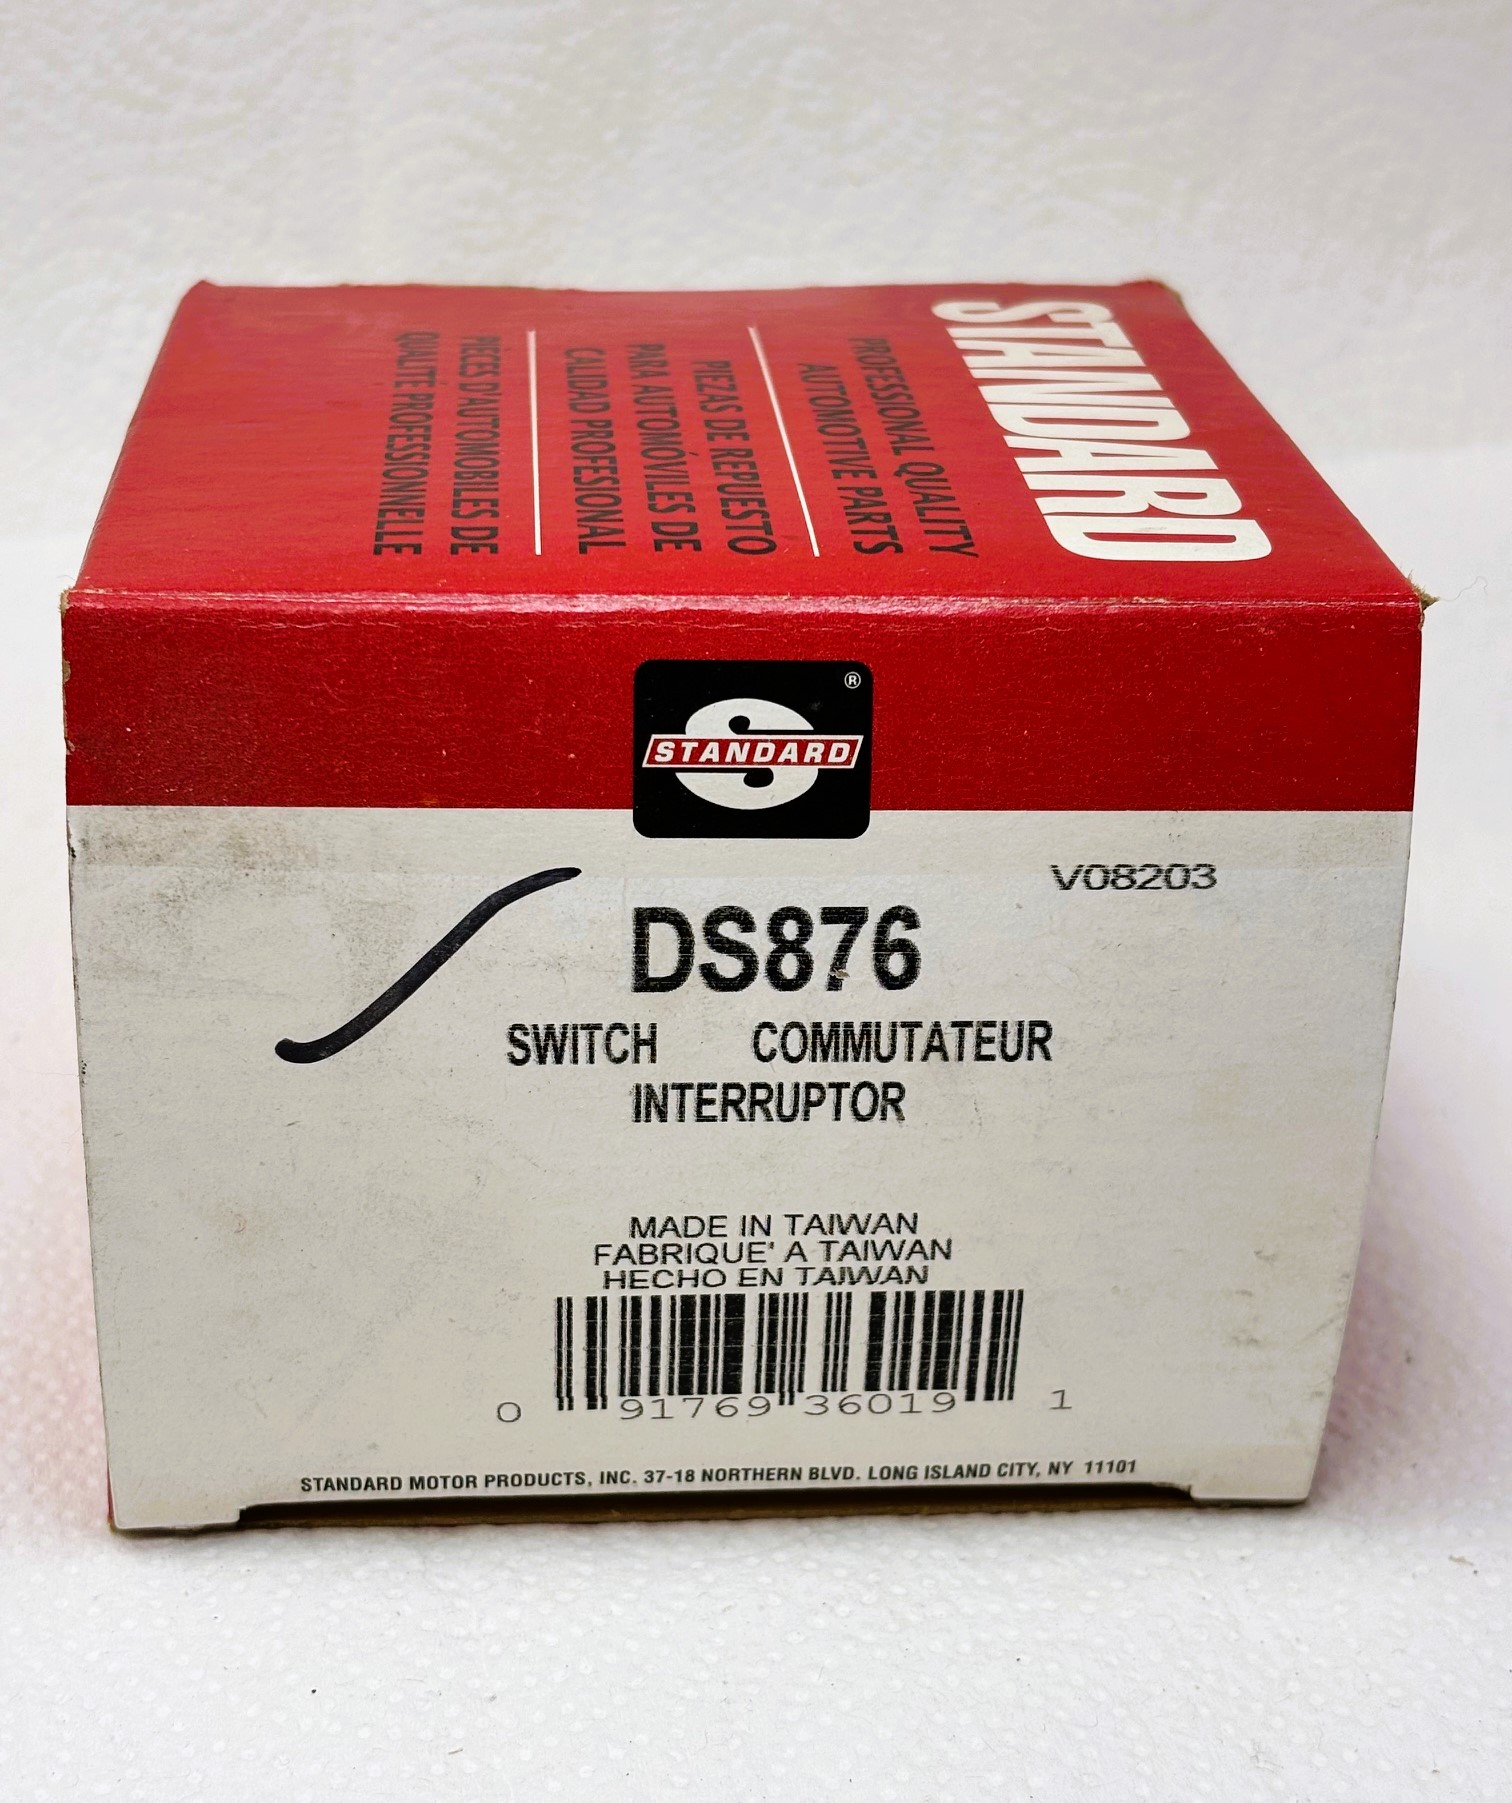 STANDARD
PROFESSIONAL QUALITY
AUTOMOTIVE PARTS
PIEZAS DE REPUESTO
PARA AUTOMÓVILES DE
CALIDAD PROFESIONAL
PIÈCES D'AUTOMOBILES DE
QUALITÉ PROFESSIONNELLE
®
STANDARD
V08203
DS876
SWITCH COMMUTATEUR
INTERRUPTOR
MADE IN TAIWAN
FABRIQUE' A TAIWAN
HECHO EN TAIWAN
0 91769 36019 1
STANDARD MOTOR PRODUCTS, INC. 37-18 NORTHERN BLVD. LONG ISLAND CITY, NY 11101